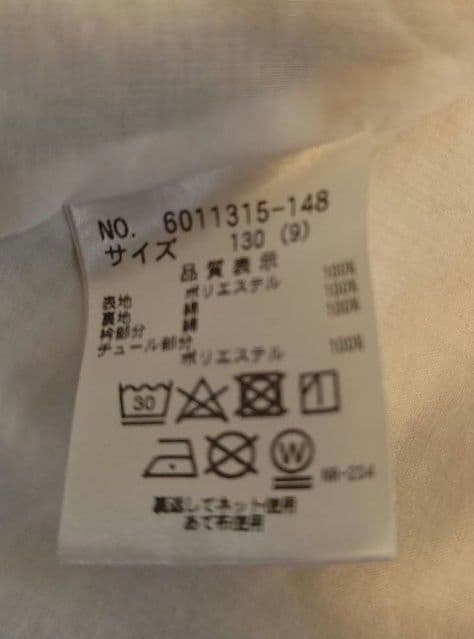 NO. 6011315-148
サイズ 130 (9)
品質表示
表地 ポリエステル 100%
裏地 綿 100%
衿部分 綿 100%
チュール部分
ポリエステル 100%
30
W
裏返してネット使用
あて布使用